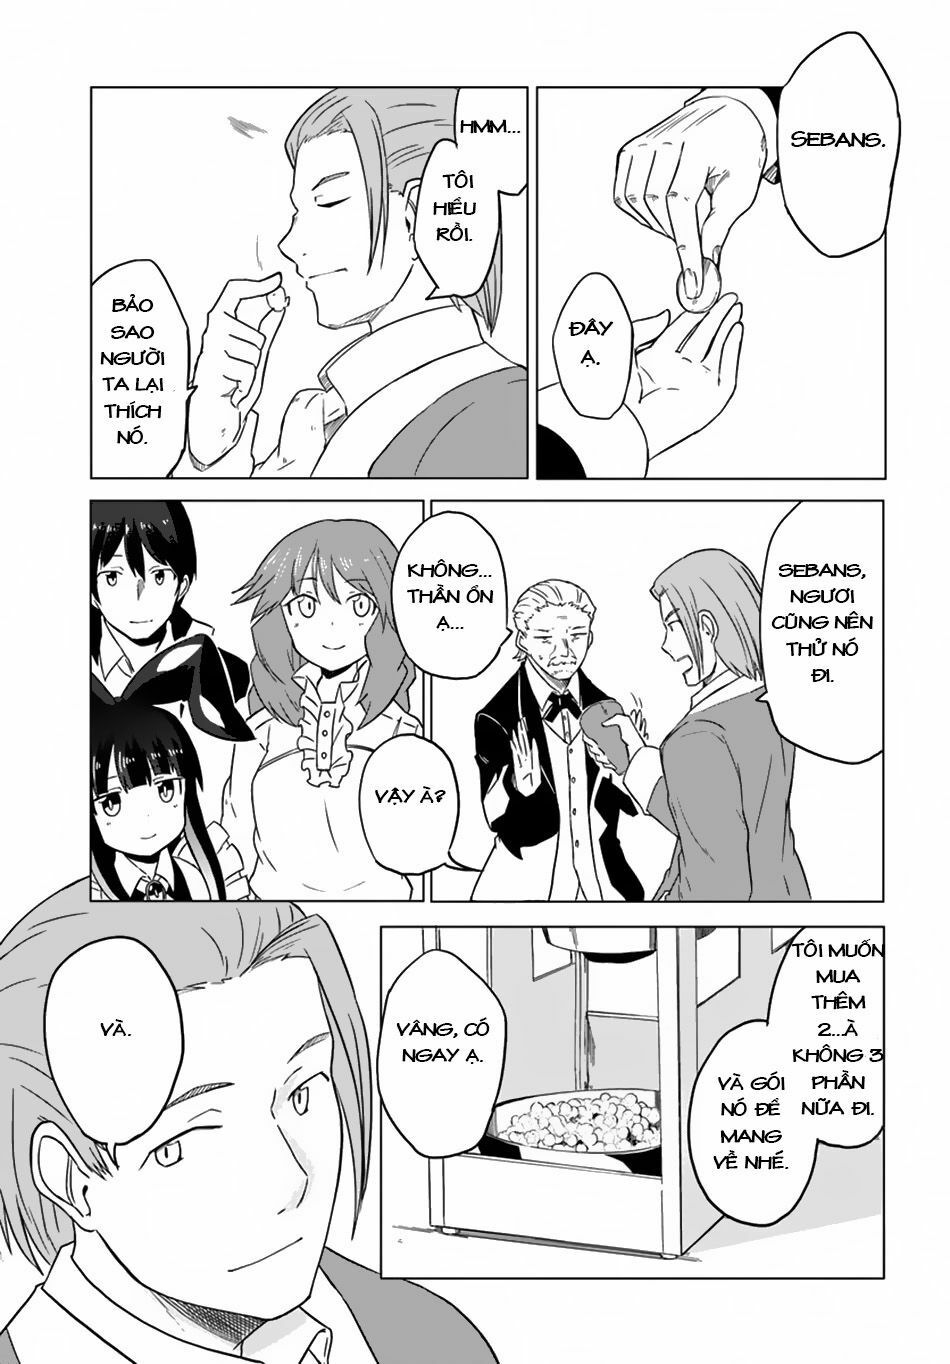 SEBANS.
ĐÂY
Ạ.
HMM...
TÔI
HIỂU
RỒI.
BẢO
SAO
NGƯỜI
TA LẠI
THÍCH
NÓ.
SEBANS,
NGƯƠI
CŨNG NÊN
THỬ NÓ
ĐI.
KHÔNG...
THẦN ỔN
Ạ...
VẬY À?
TÔI MUỐN
MUA
THÊM
2...À
KHÔNG 3
PHẦN
NỮA ĐI.
VÀ GÓI
NÓ ĐỂ
MANG
VỀ NHÉ.
VÂNG, CÓ
NGAY Ạ.
VÀ.